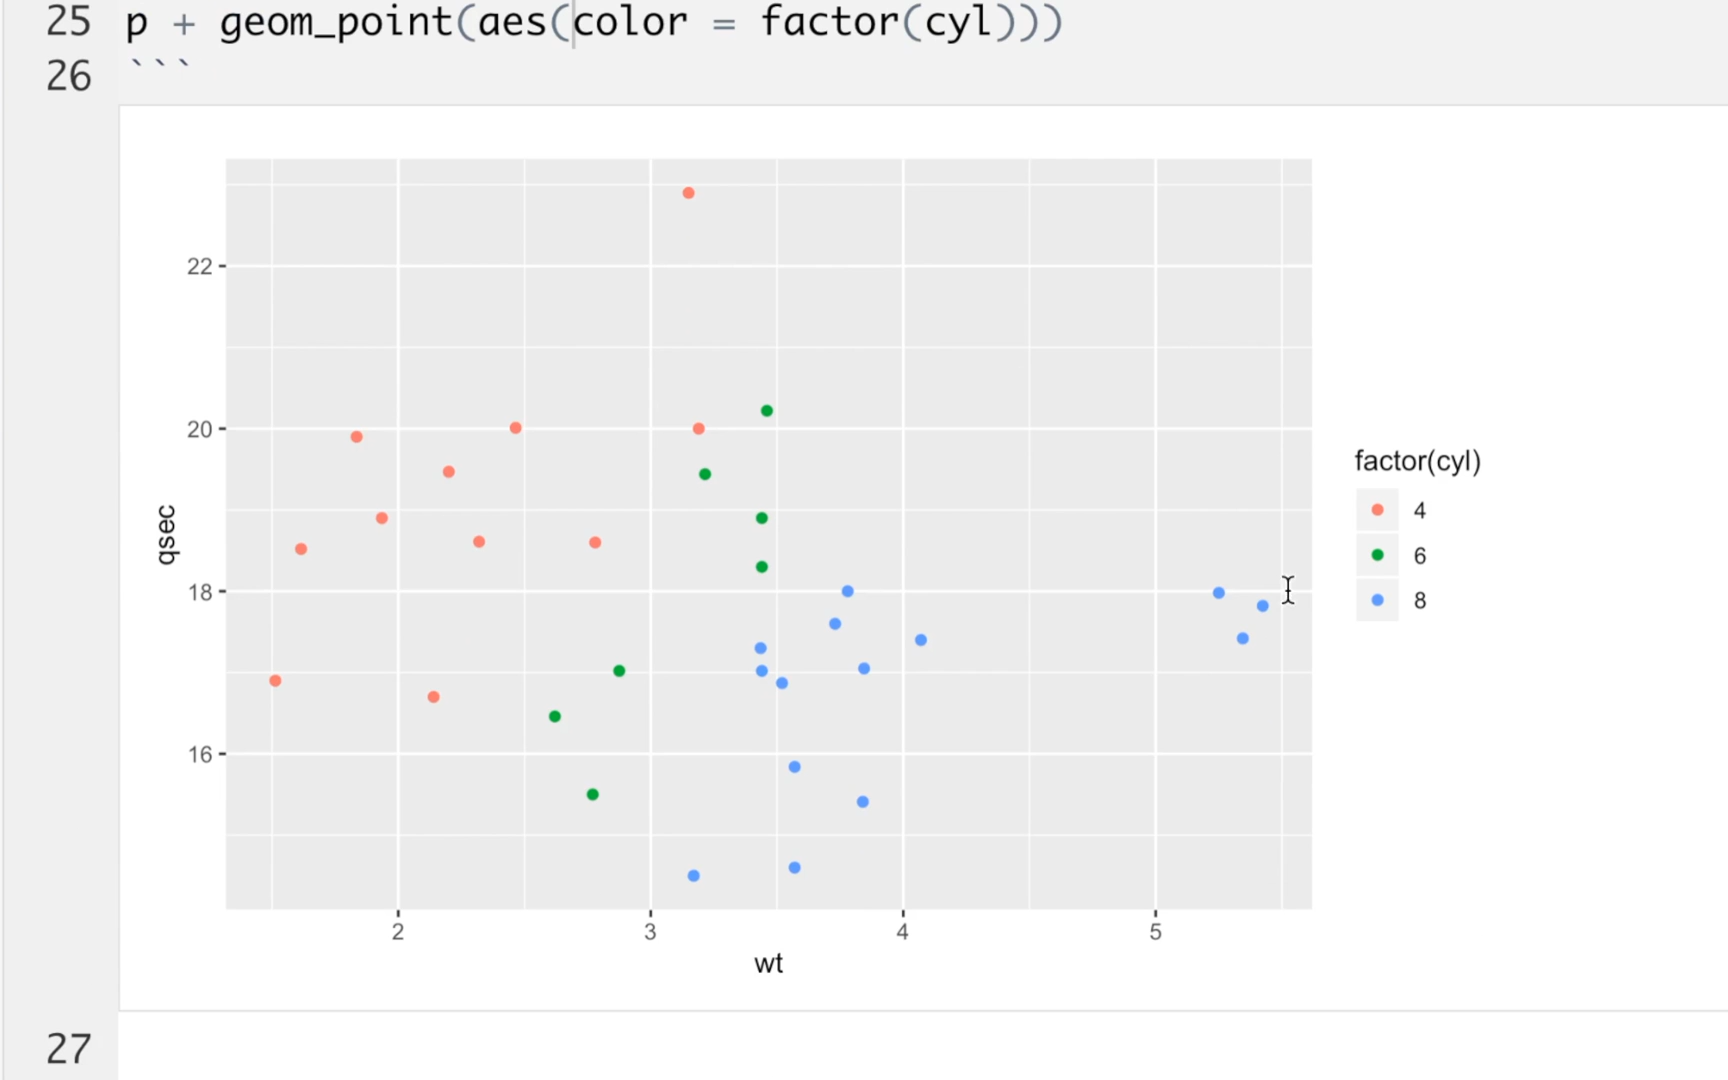 25 p + geom_point(aes(color = factor(cyl)))
26 ```
22
20
18
16
qsec
2 3 4 5
wt
factor(cyl)
4
6
8
27